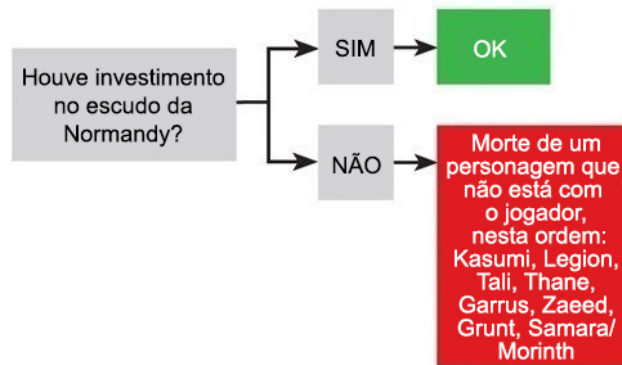 Houve investimento
no escudo da
Normandy?
SIM
OK
NÃO
Morte de um
personagem que
não está com
o jogador,
nesta ordem:
Kasumi, Legion,
Tali, Thane,
Garrus, Zaeed,
Grunt, Samara/
Morinth